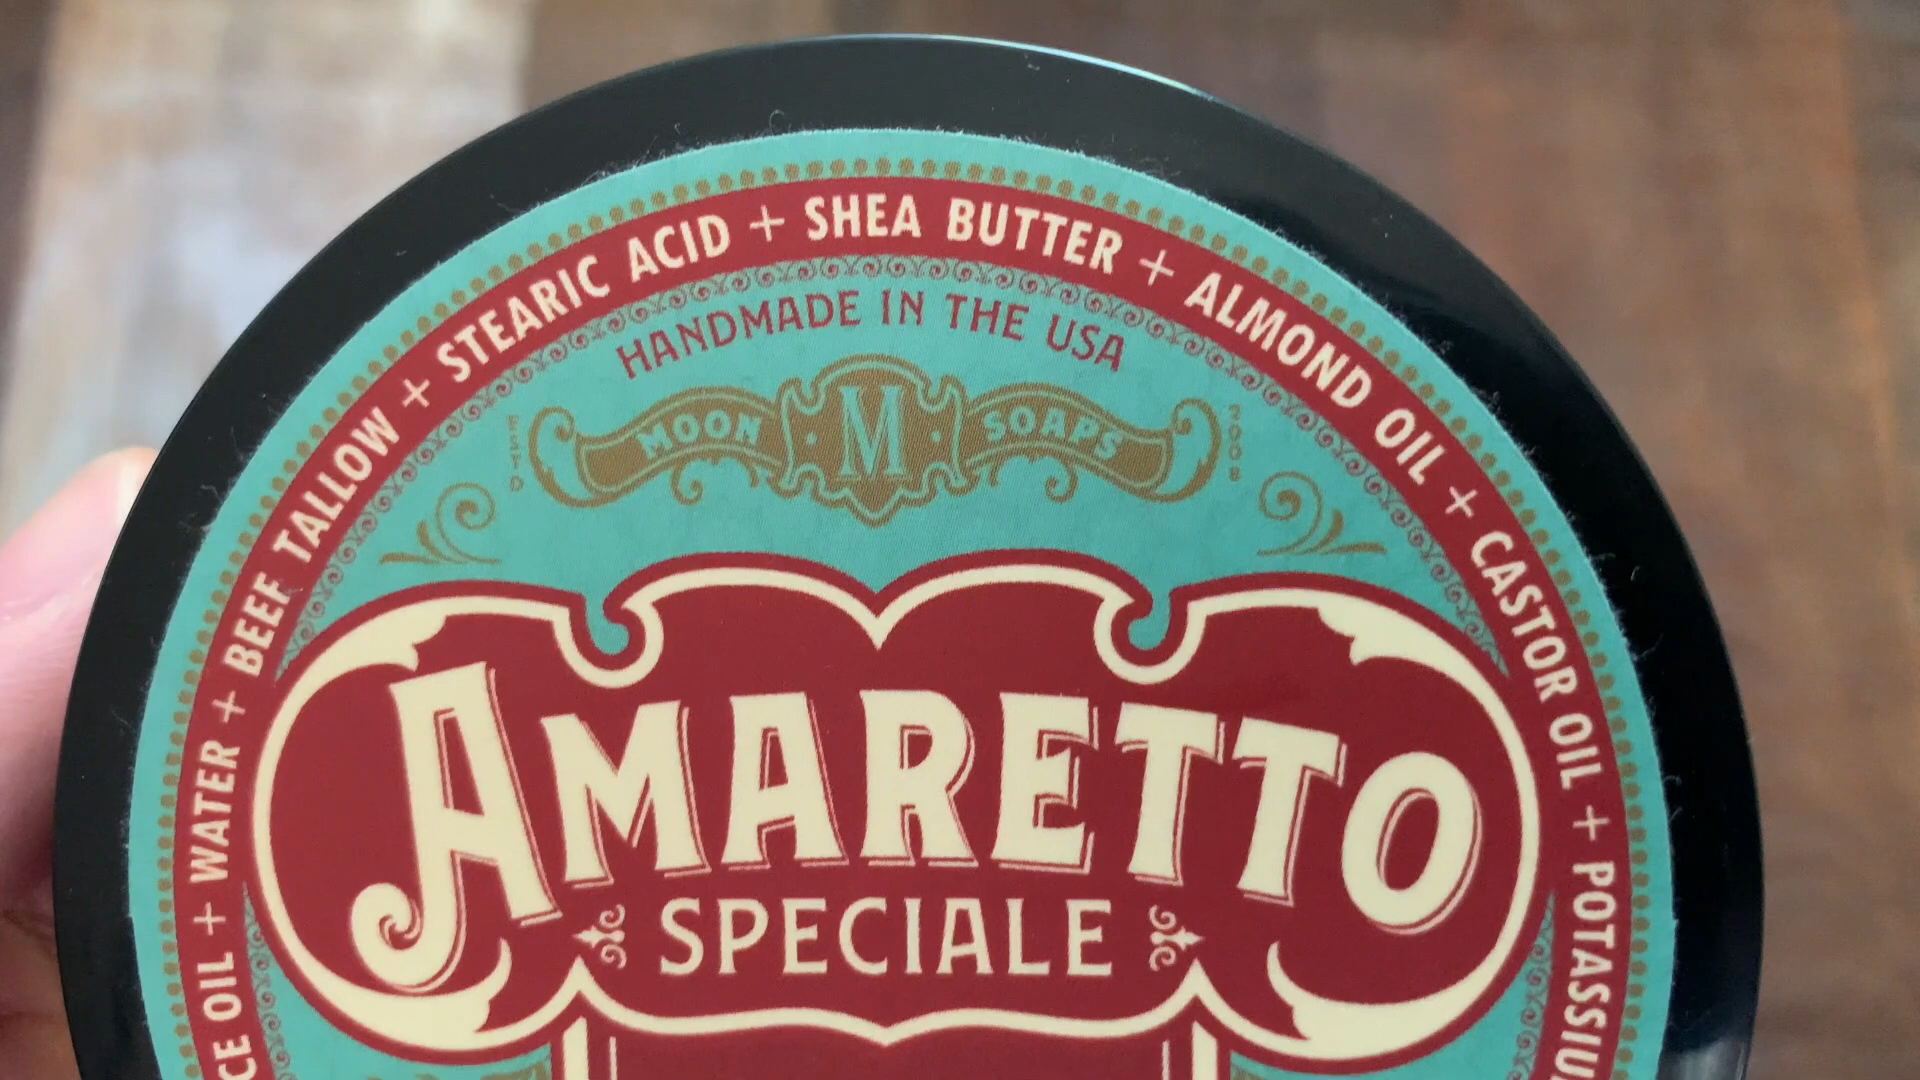 CE OIL + WATER + BEEF TALLOW + STEARIC ACID + SHEA BUTTER + ALMOND OIL + CASTOR OIL + POTASSIU
HANDMADE IN THE USA
ESTD
MOON M SOAPS
AMARETTO
SPECIALE